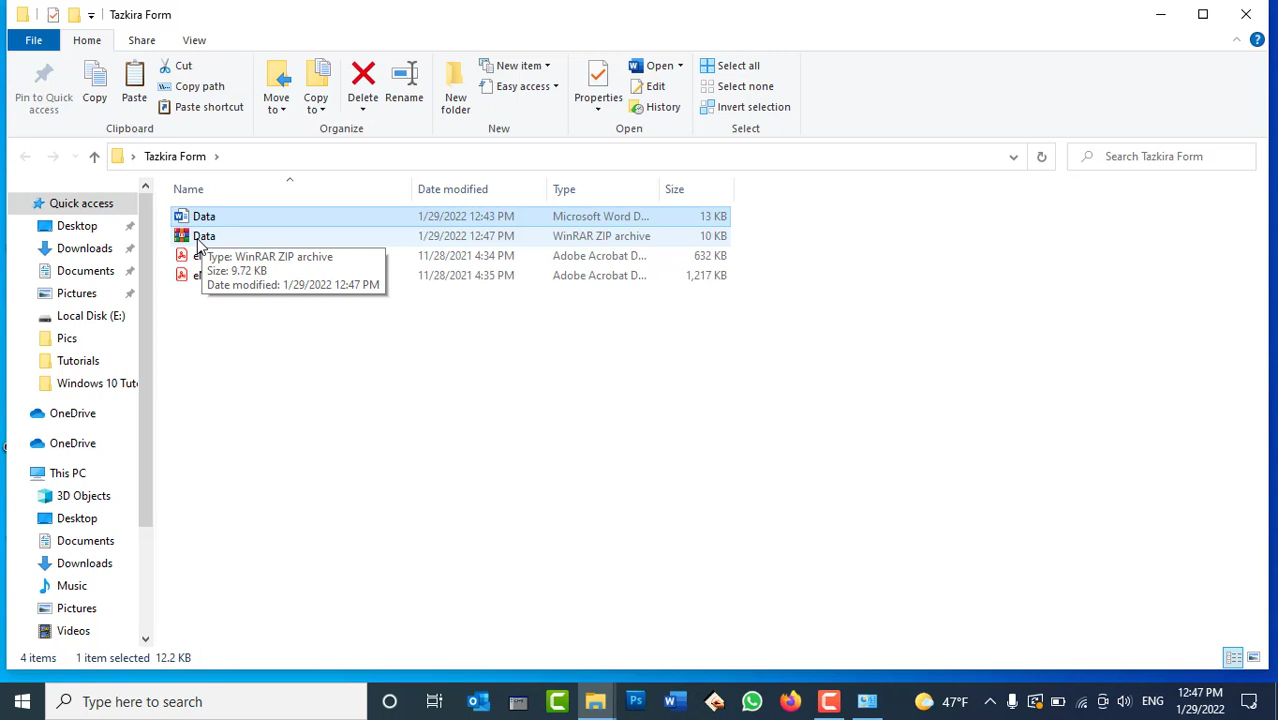 Tazkira Form
File Home Share View
Pin to Quick access
Copy
Paste
Cut
Copy path
Paste shortcut
Clipboard
Move to
Copy to
Delete
Rename
Organize
New folder
New item
Easy access
New
Properties
Open
Edit
History
Open
Select all
Select none
Invert selection
Select
Tazkira Form
Search Tazkira Form
Name Date modified Type Size
Data 1/29/2022 12:43 PM Microsoft Word D... 13 KB
Data 1/29/2022 12:47 PM WinRAR ZIP archive 10 KB
11/28/2021 4:34 PM Adobe Acrobat D... 632 KB
11/28/2021 4:35 PM Adobe Acrobat D... 1,217 KB
Type: WinRAR ZIP archive
Size: 9.72 KB
Date modified: 1/29/2022 12:47 PM
Quick access
Desktop
Downloads
Documents
Pictures
Local Disk (E:)
Pics
Tutorials
Windows 10 Tut
OneDrive
OneDrive
This PC
3D Objects
Desktop
Documents
Downloads
Music
Pictures
Videos
4 items 1 item selected 12.2 KB
Type here to search
47°F
ENG
12:47 PM
1/29/2022